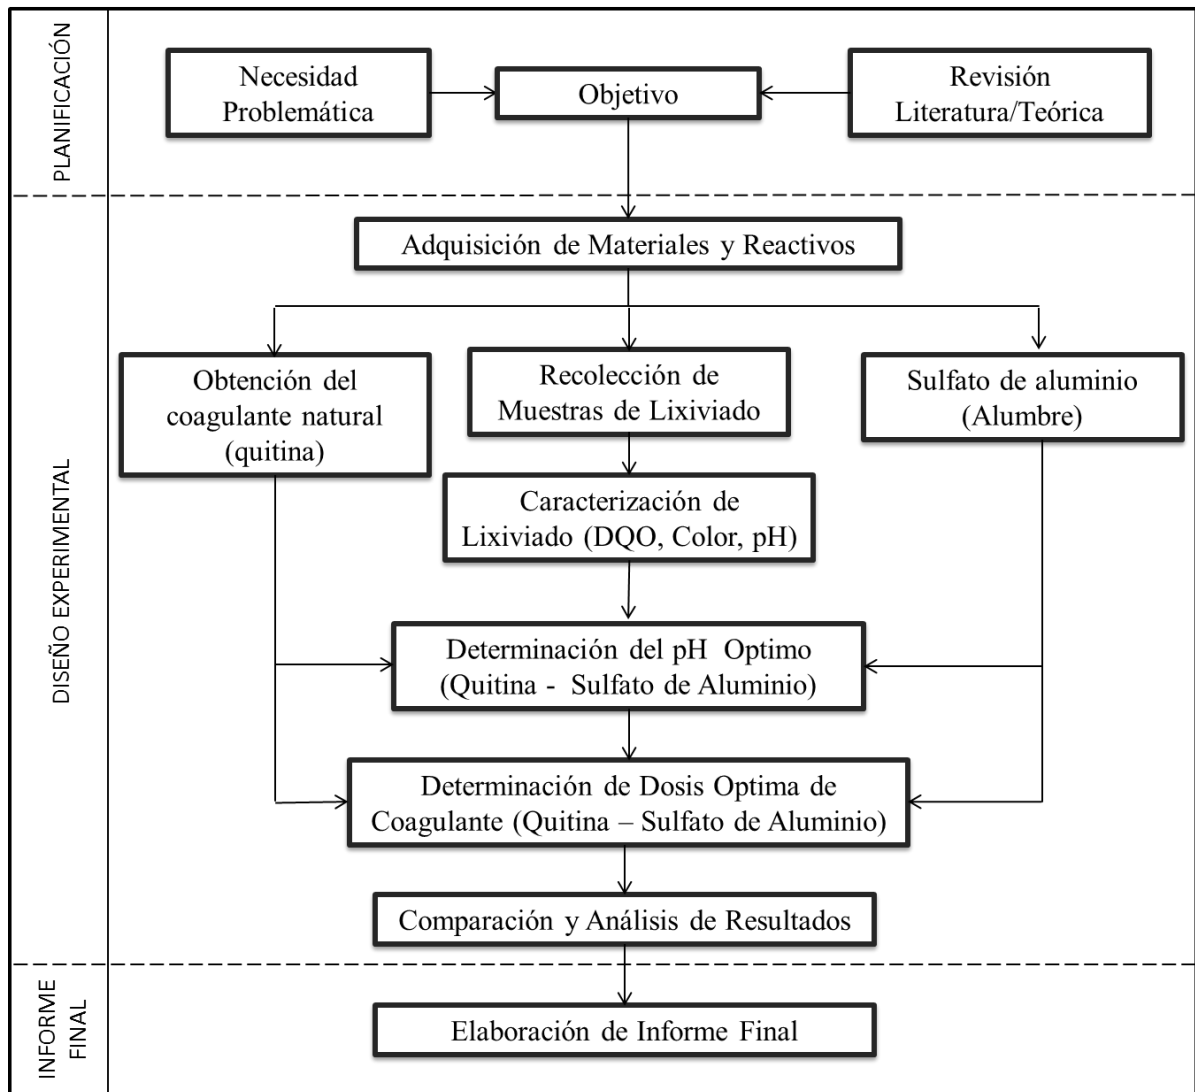 PLANIFICACIÓN
Necesidad
Problemática
Objetivo
Revisión
Literatura/Teórica
DISEÑO EXPERIMENTAL
Adquisición de Materiales y Reactivos
Obtención del
coagulante natural
(quitina)
Recolección de
Muestras de Lixiviado
Sulfato de aluminio
(Alumbre)
Caracterización de
Lixiviado (DQO, Color, pH)
Determinación del pH Optimo
(Quitina - Sulfato de Aluminio)
Determinación de Dosis Optima de
Coagulante (Quitina – Sulfato de Aluminio)
Comparación y Análisis de Resultados
INFORME
FINAL
Elaboración de Informe Final